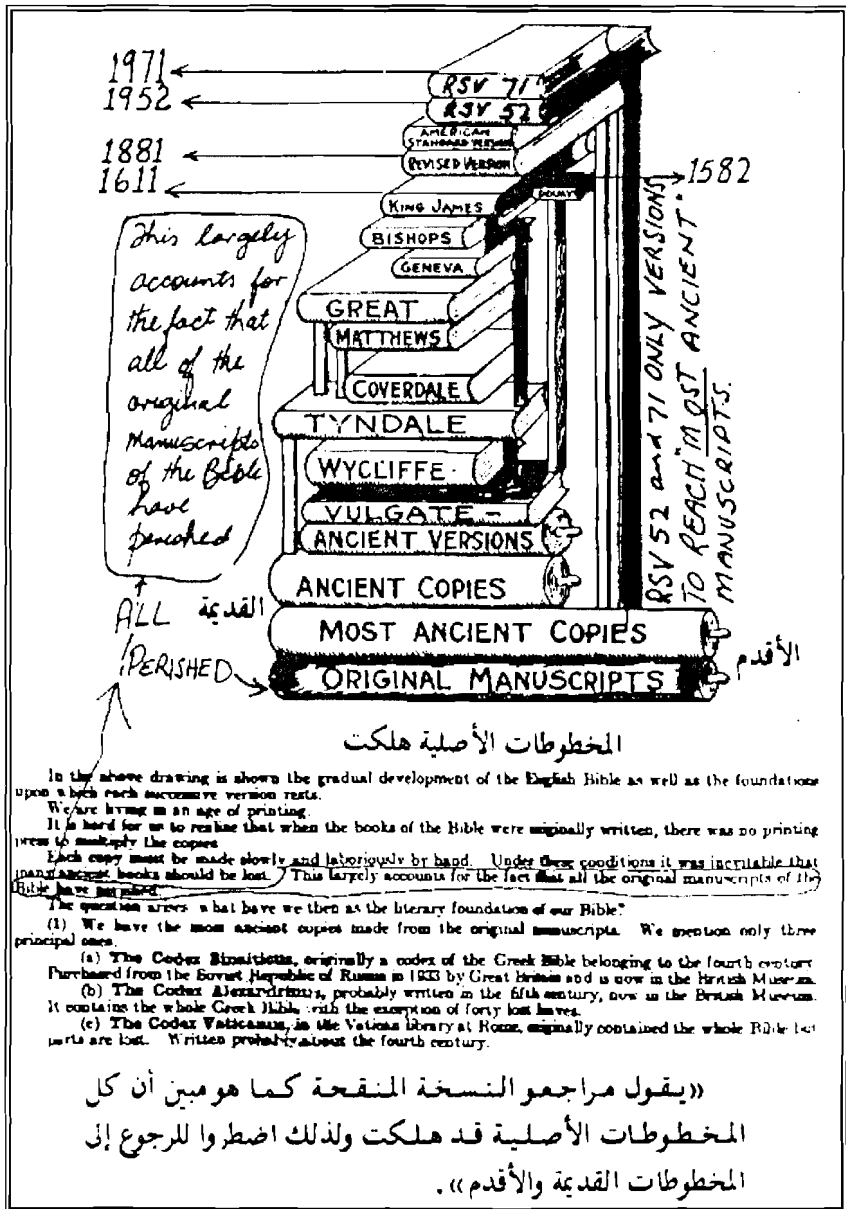 1971
RSV 71
1952
RSV 52
AMERICAN
STANDARD VERSION
1881
REVISED VERSION
1611
1582
DOUAY
KING JAMES
BISHOPS
GENEVA
GREAT
MATTHEWS
COVERDALE
TYNDALE
WYCLIFFE
VULGATE
ANCIENT VERSIONS
ANCIENT COPIES
MOST ANCIENT COPIES
ORIGINAL MANUSCRIPTS
This largely
accounts for
the fact that
all of the
original
Manuscripts
of the Bible
have
perished
ALL
PERISHED
القديمة
الأقدم
RSV 52 and 71 ONLY VERSIONS
TO REACH "MOST ANCIENT"
MANUSCRIPTS.
المخطوطات الأصلية هلكت
In the above drawing is shown the gradual development of the English Bible as well as the foundations
upon which each successive version rests.
We are living in an age of printing.
It is hard for us to realise that when the books of the Bible were originally written, there was no printing
press to multiply the copies
Each copy must be made slowly and laboriously by hand. Under these conditions it was inevitable that
many ancient books should be lost. This largely accounts for the fact that all the original manuscripts of the
Bible have perished.
The question arises what have we then as the literary foundation of our Bible?
(1) We have the most ancient copies made from the original manuscripts. We mention only three
principal ones.
(a) The Codex Sinaiticus, originally a codex of the Greek Bible belonging to the fourth century
Purchased from the Soviet Republic of Russia in 1933 by Great Britain and is now in the British Museum.
(b) The Codex Alexandrinus, probably written in the fifth century, now in the British Museum.
It contains the whole Greek Bible with the exception of forty lost leaves.
(c) The Codex Vaticanus, in the Vatican library at Rome, originally contained the whole Bible but
parts are lost. Written probably about the fourth century.
«يقول مراجعو النسخة المنقحة كما هو مبين أن كل
المخطوطات الأصلية قد هلكت ولذلك اضطروا للرجوع إلى
المخطوطات القديمة والأقدم».